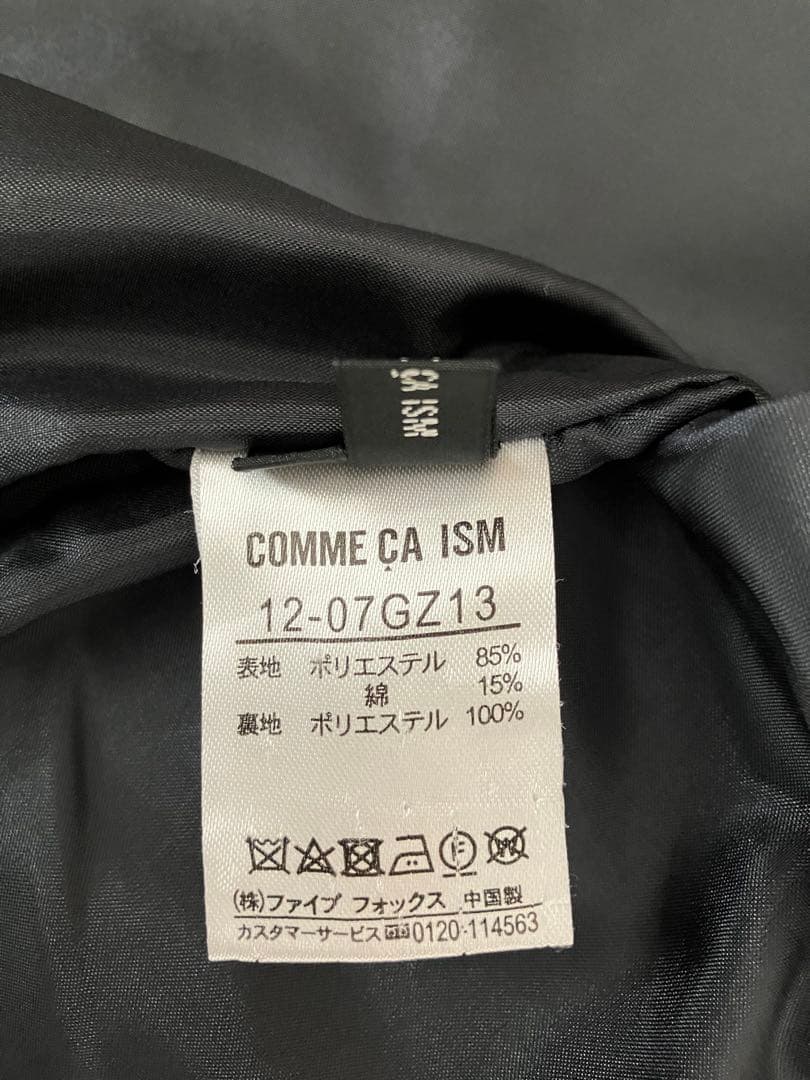 ÇA ISM
COMME ÇA ISM
12-07GZ13
表地 ポリエステル 85%
綿 15%
裏地 ポリエステル 100%
F W
(株)ファイブ フォックス 中国製
カスタマーサービス 0120-114563